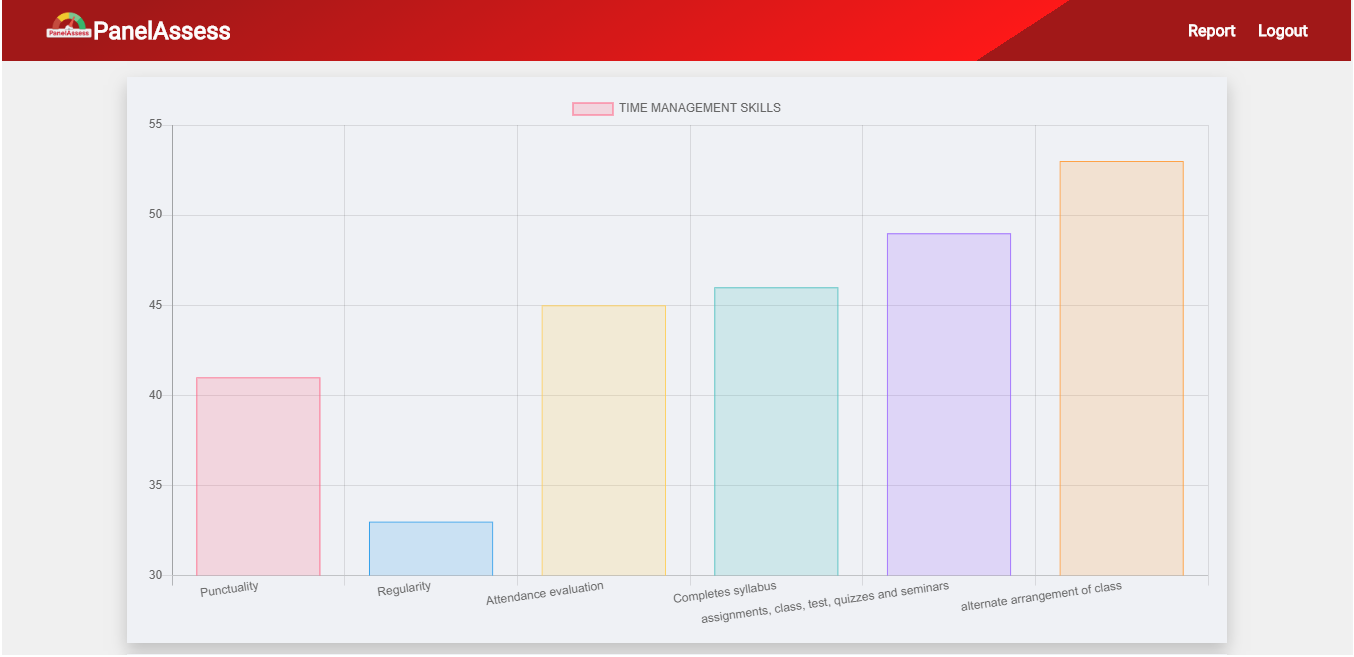 PanelAssess
PanelAssess
Report
Logout
TIME MANAGEMENT SKILLS
55
50
45
40
35
30
Punctuality
Regularity
Attendance evaluation
Completes syllabus
assignments, class, test, quizzes and seminars
alternate arrangement of class